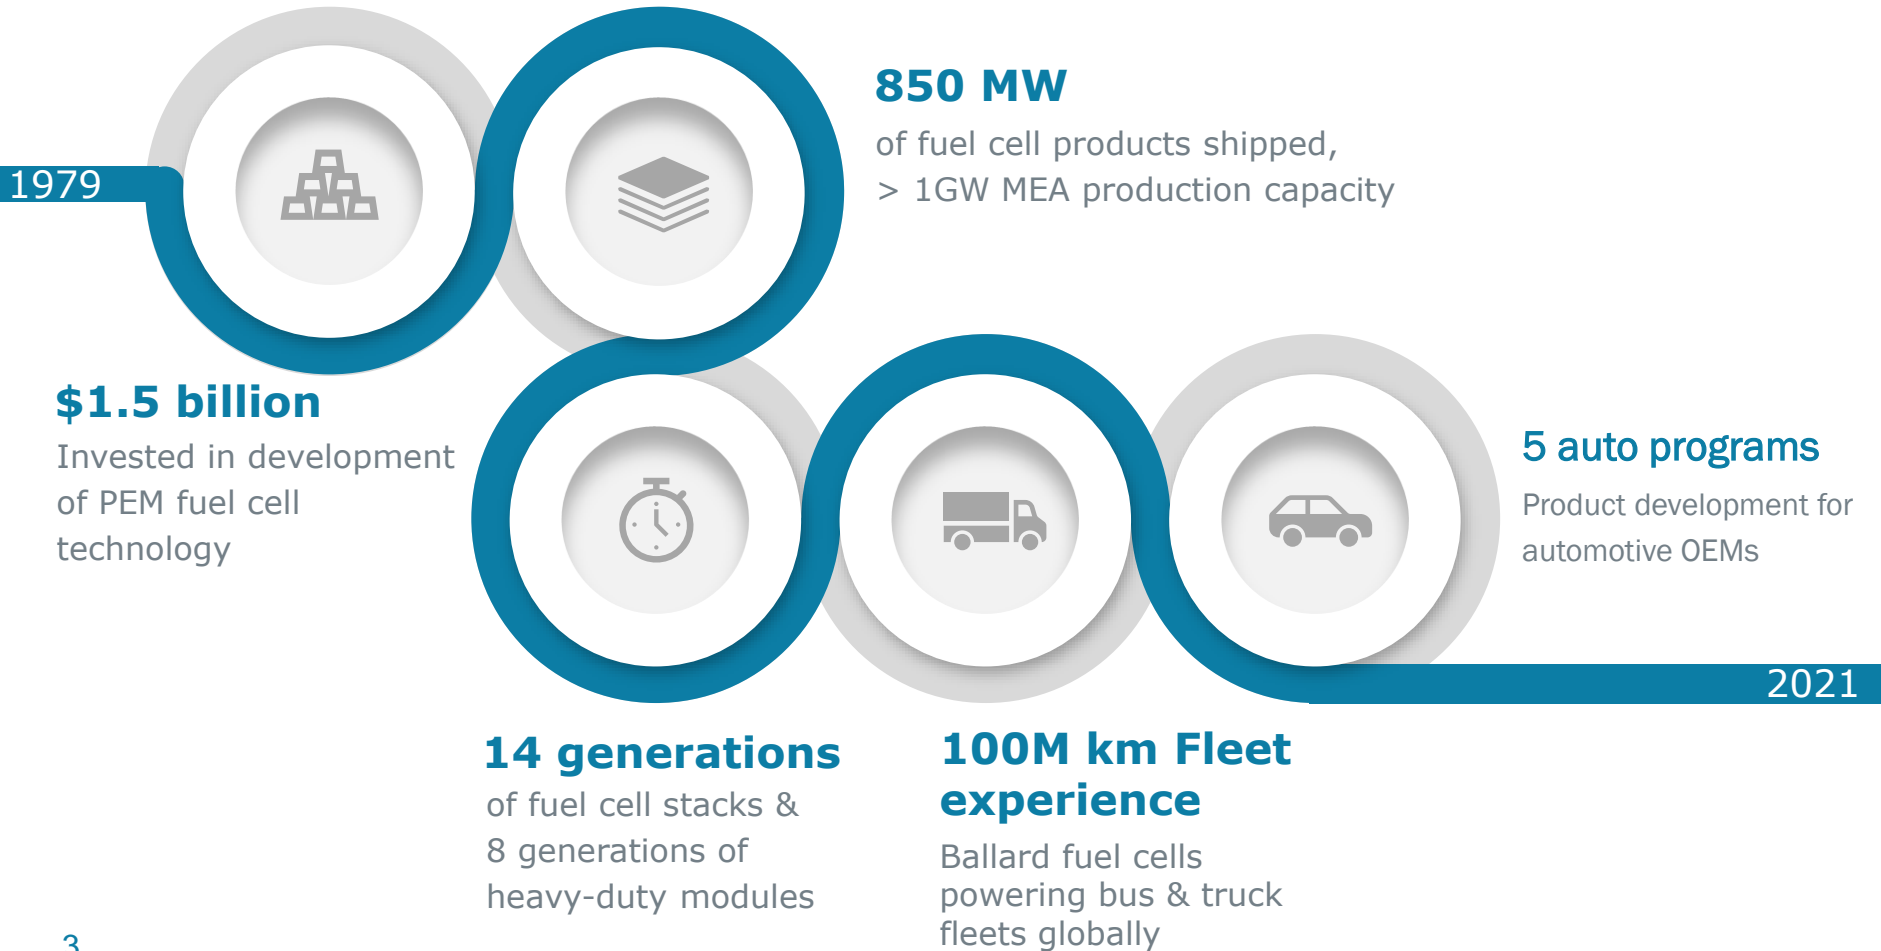 1979
850 MW
of fuel cell products shipped,
> 1GW MEA production capacity
$1.5 billion
Invested in development
of PEM fuel cell
technology
5 auto programs
Product development for
automotive OEMs
2021
14 generations
of fuel cell stacks &
8 generations of
heavy-duty modules
100M km Fleet
experience
Ballard fuel cells
powering bus & truck
fleets globally
3